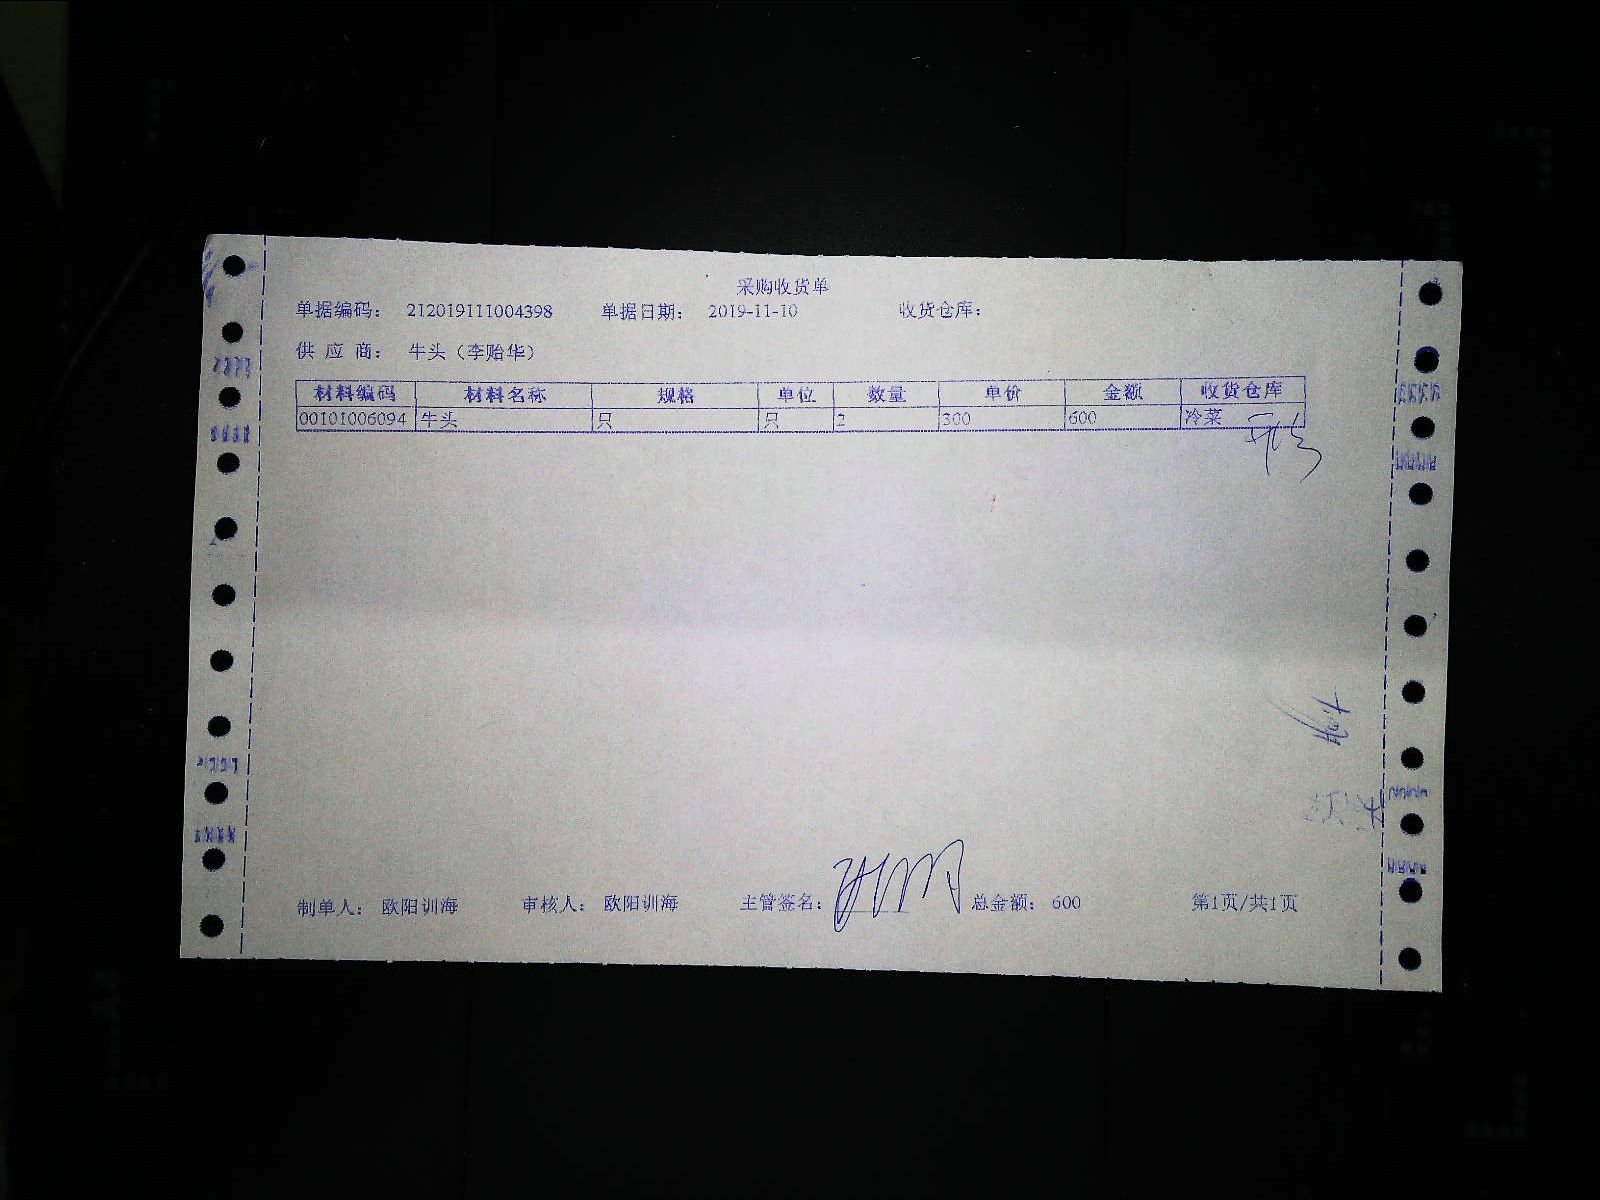 采购收货单
单据编码： 212019111004398 单据日期： 2019-11-10 收货仓库：
供 应 商： 牛头（李贻华）
材料编码 材料名称 规格 单位 数量 单价 金额 收货仓库
00101006094 牛头 只 只 2 300 600 冷菜
制单人： 欧阳训海 审核人： 欧阳训海 主管签名： 总金额： 600 第1页/共1页